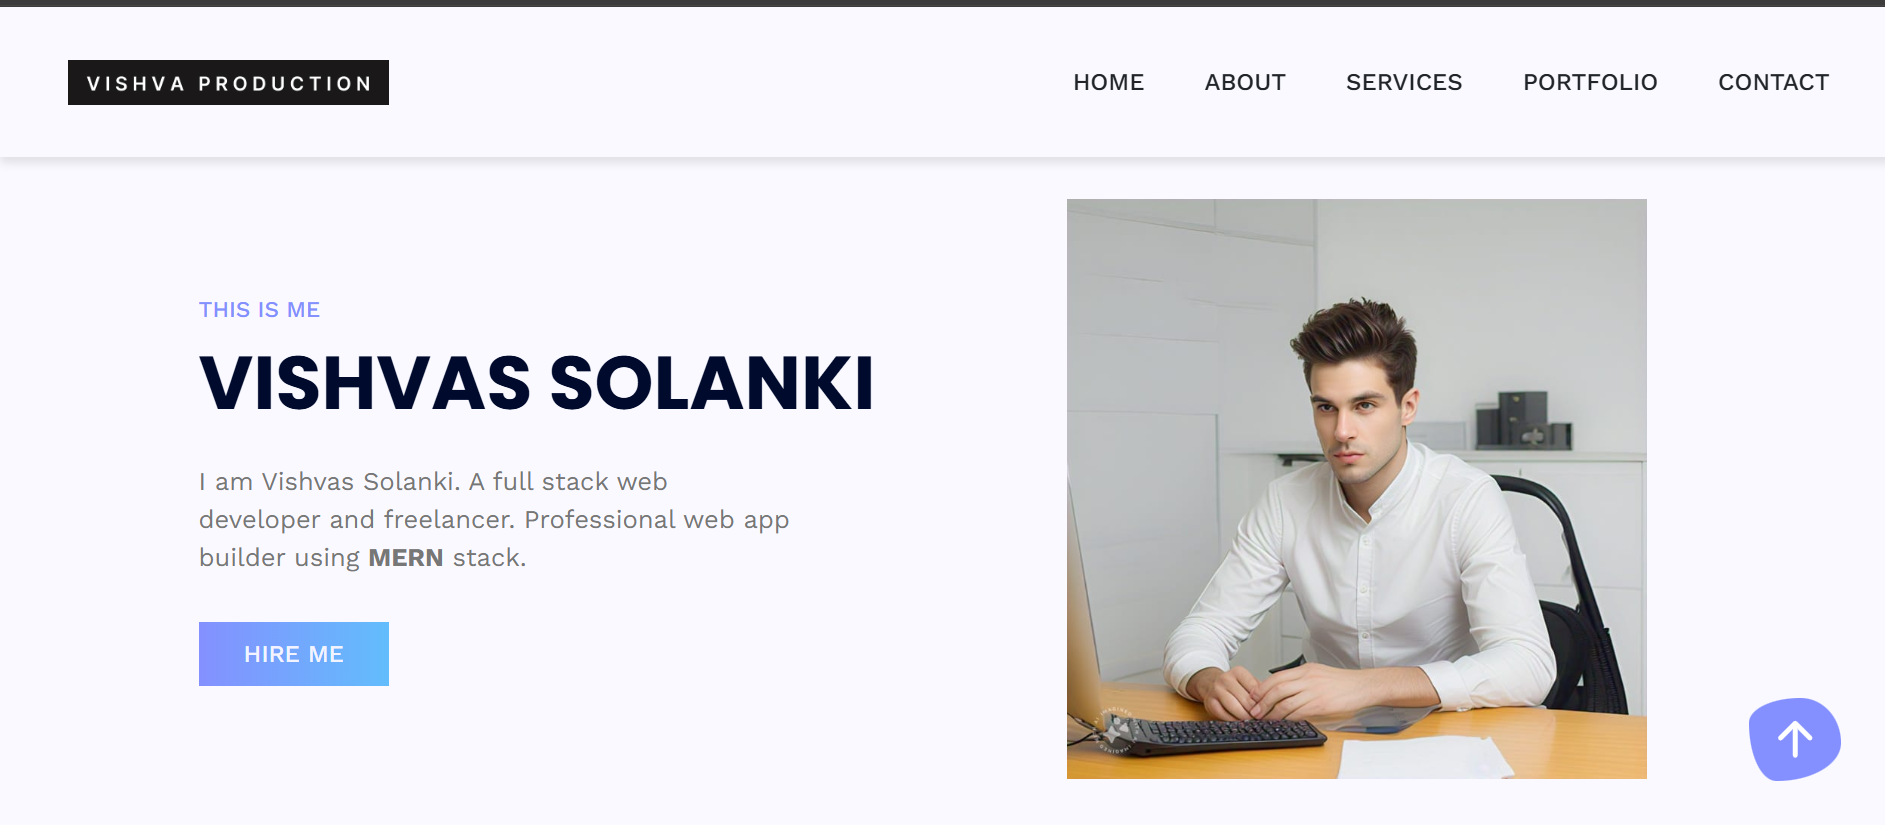 VISHVA PRODUCTION
HOME ABOUT SERVICES PORTFOLIO CONTACT
THIS IS ME
VISHVAS SOLANKI
I am Vishvas Solanki. A full stack web
developer and freelancer. Professional web app
builder using MERN stack.
HIRE ME